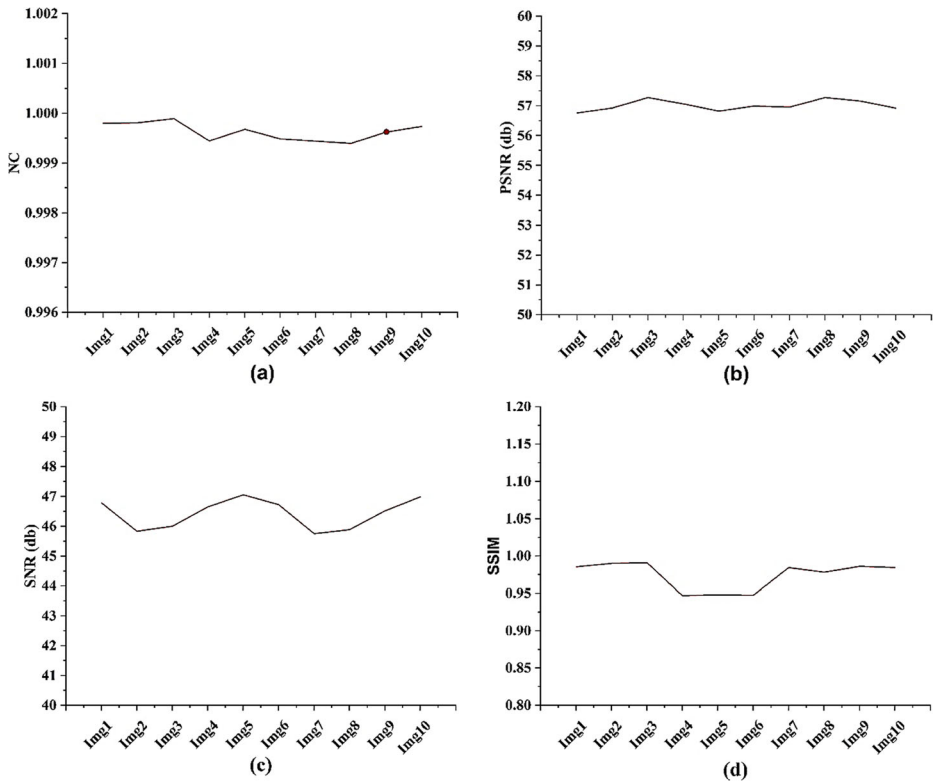 1.002
1.001
1.000
0.999
0.998
0.997
0.996
NC
Img1
Img2
Img3
Img4
Img5
Img6
Img7
Img8
Img9
Img10
(a)
60
59
58
57
56
55
54
53
52
51
50
PSNR (db)
Img1
Img2
Img3
Img4
Img5
Img6
Img7
Img8
Img9
Img10
(b)
50
49
48
47
46
45
44
43
42
41
40
SNR (db)
Img1
Img2
Img3
Img4
Img5
Img6
Img7
Img8
Img9
Img10
(c)
1.20
1.15
1.10
1.05
1.00
0.95
0.90
0.85
0.80
SSIM
Img1
Img2
Img3
Img4
Img5
Img6
Img7
Img8
Img9
Img10
(d)